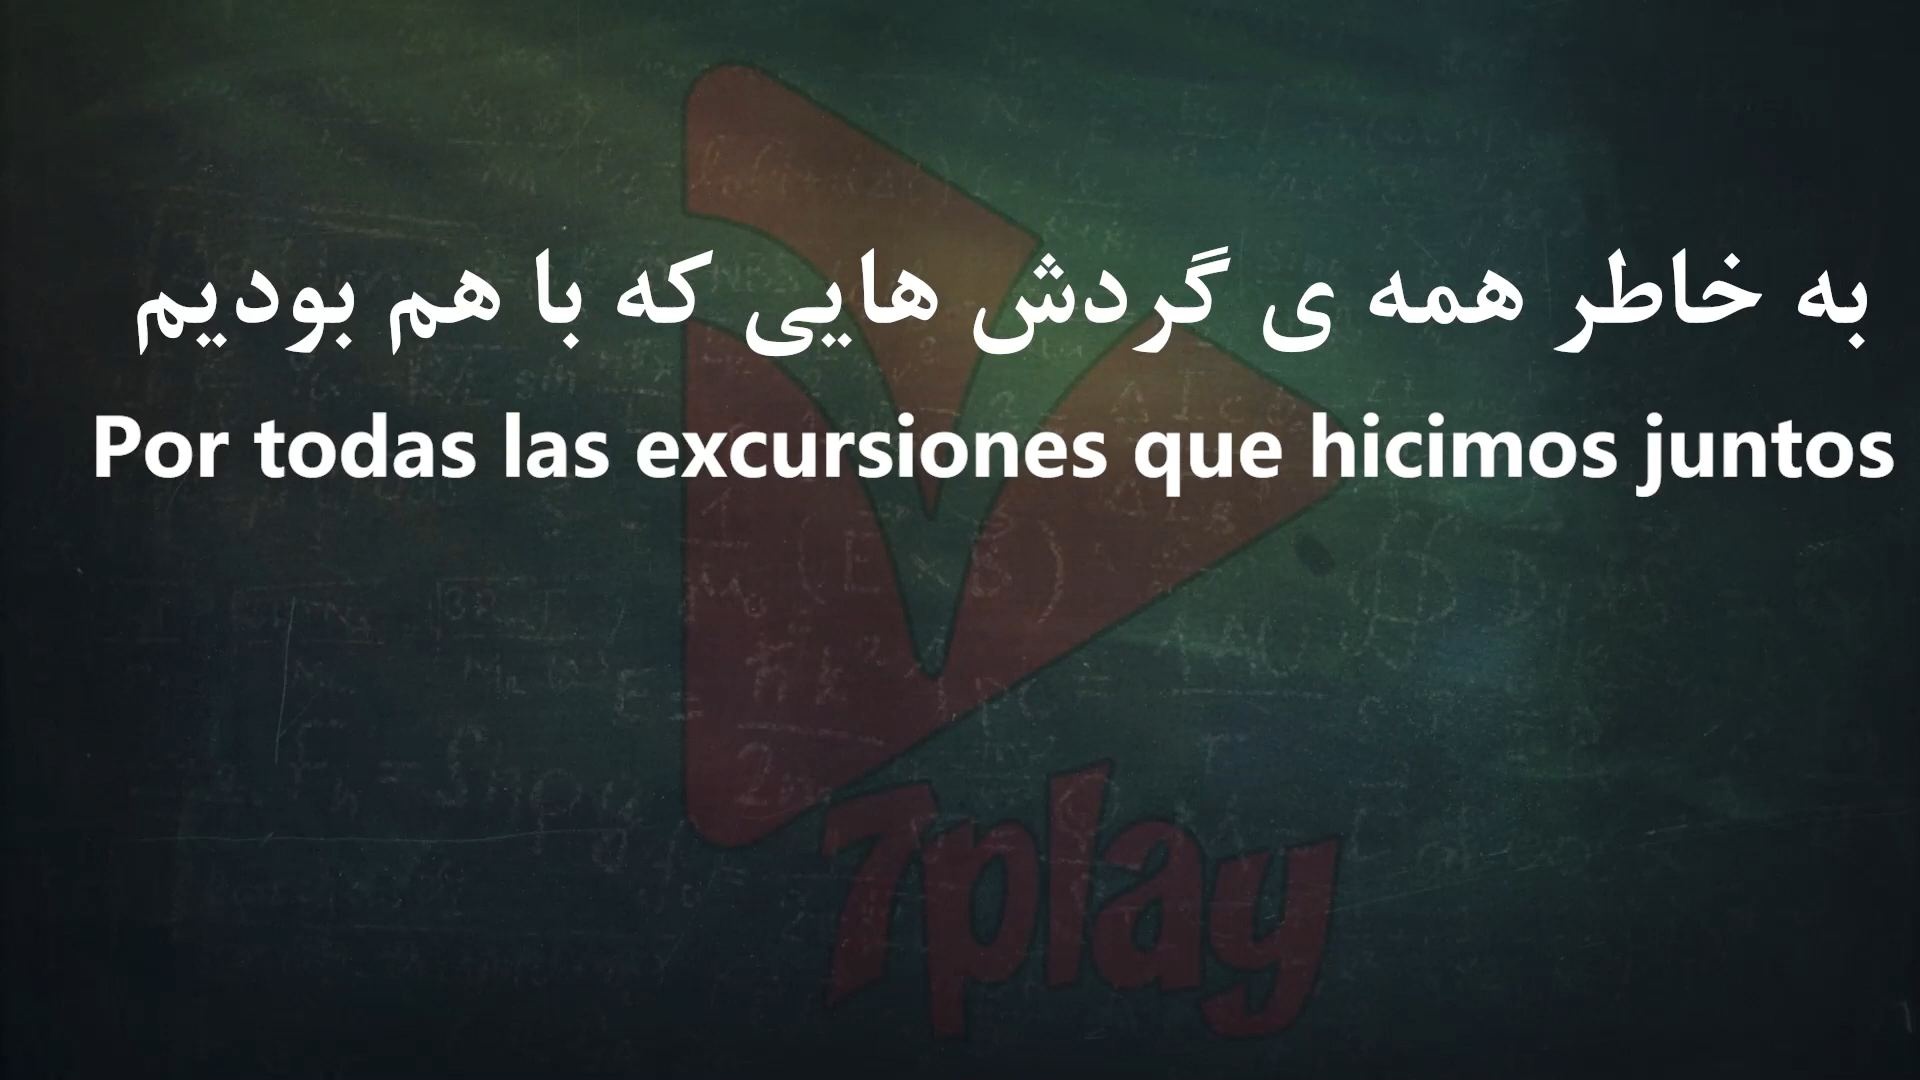 به خاطر همه ی گردش هایی که با هم بودیم
Por todas las excursiones que hicimos juntos
7play